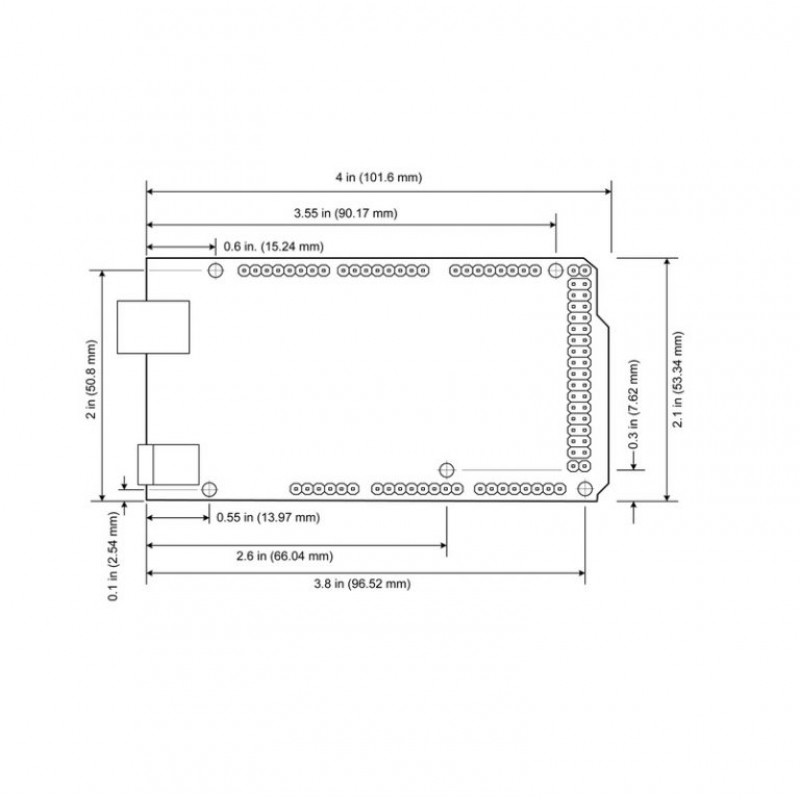 4 in (101.6 mm)
3.55 in (90.17 mm)
0.6 in. (15.24 mm)
2 in (50.8 mm)
0.3 in (7.62 mm)
2.1 in (53.34 mm)
0.1 in (2.54 mm)
0.55 in (13.97 mm)
2.6 in (66.04 mm)
3.8 in (96.52 mm)